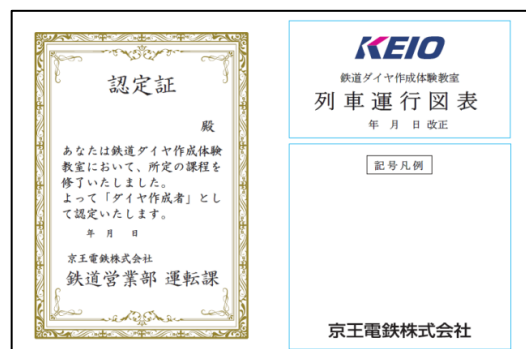 認定証
殿
あなたは鉄道ダイヤ作成体験
教室において、所定の課程を
修了いたしました。
よって「ダイヤ作成者」とし
て認定いたします。
年 月 日
京王電鉄株式会社
鉄道営業部 運転課
KEIO
鉄道ダイヤ作成体験教室
列車運行図表
年 月 日 改正
記号凡例
京王電鉄株式会社